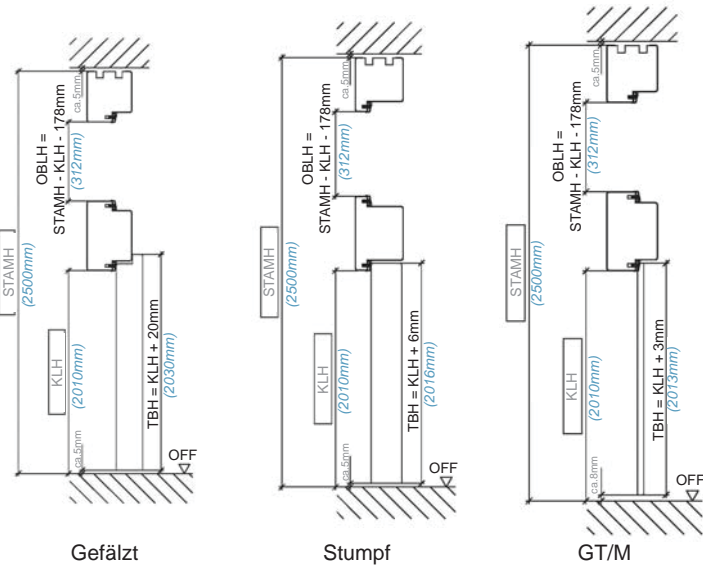 ca.5mm
OBLH =
STAMH - KLH - 178mm
(312mm)
STAMH
(2500mm)
KLH
(2010mm)
TBH = KLH + 20mm
(2030mm)
ca.5mm
OFF
Gefälzt
ca.5mm
OBLH =
STAMH - KLH - 178mm
(312mm)
STAMH
(2500mm)
KLH
(2010mm)
TBH = KLH + 6mm
(2016mm)
ca.5mm
OFF
Stumpf
ca.5mm
OBLH =
STAMH - KLH - 178mm
(312mm)
STAMH
(2500mm)
KLH
(2010mm)
TBH = KLH + 3mm
(2013mm)
ca.8mm
OFF
GT/M